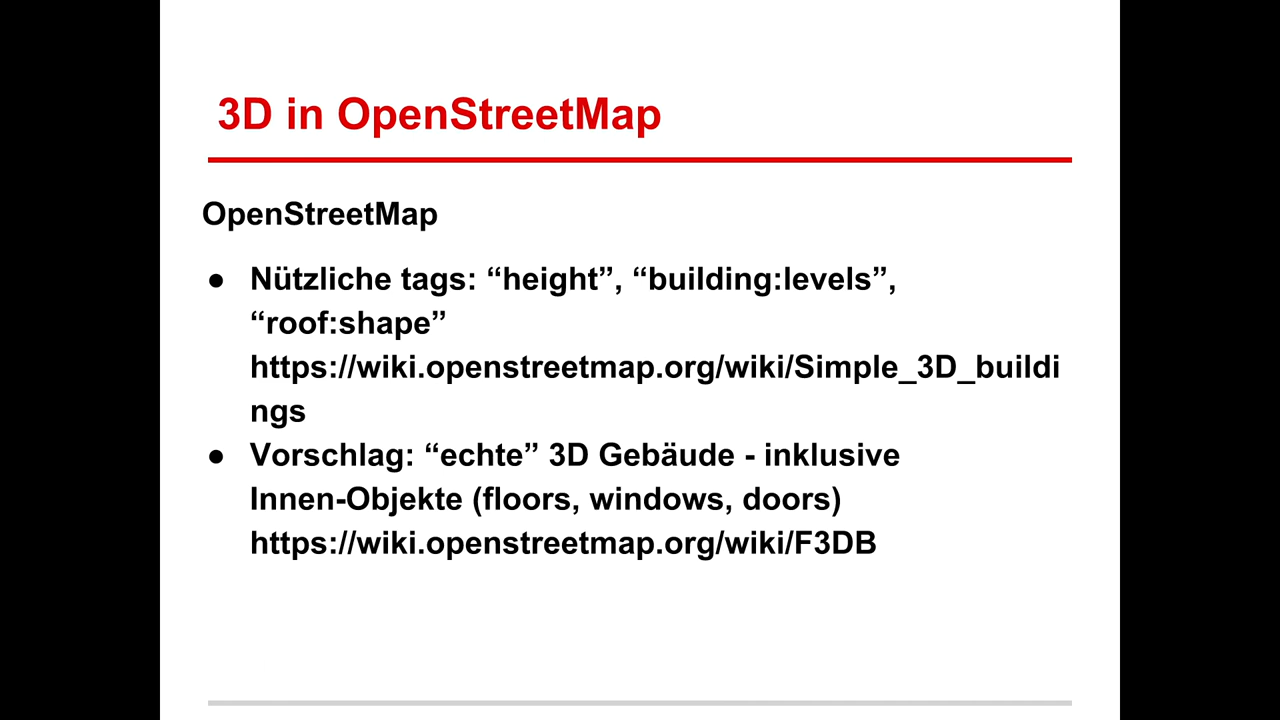 3D in OpenStreetMap
OpenStreetMap
● Nützliche tags: “height”, “building:levels”,
“roof:shape”
https://wiki.openstreetmap.org/wiki/Simple_3D_buildi
ngs
● Vorschlag: “echte” 3D Gebäude - inklusive
Innen-Objekte (floors, windows, doors)
https://wiki.openstreetmap.org/wiki/F3DB